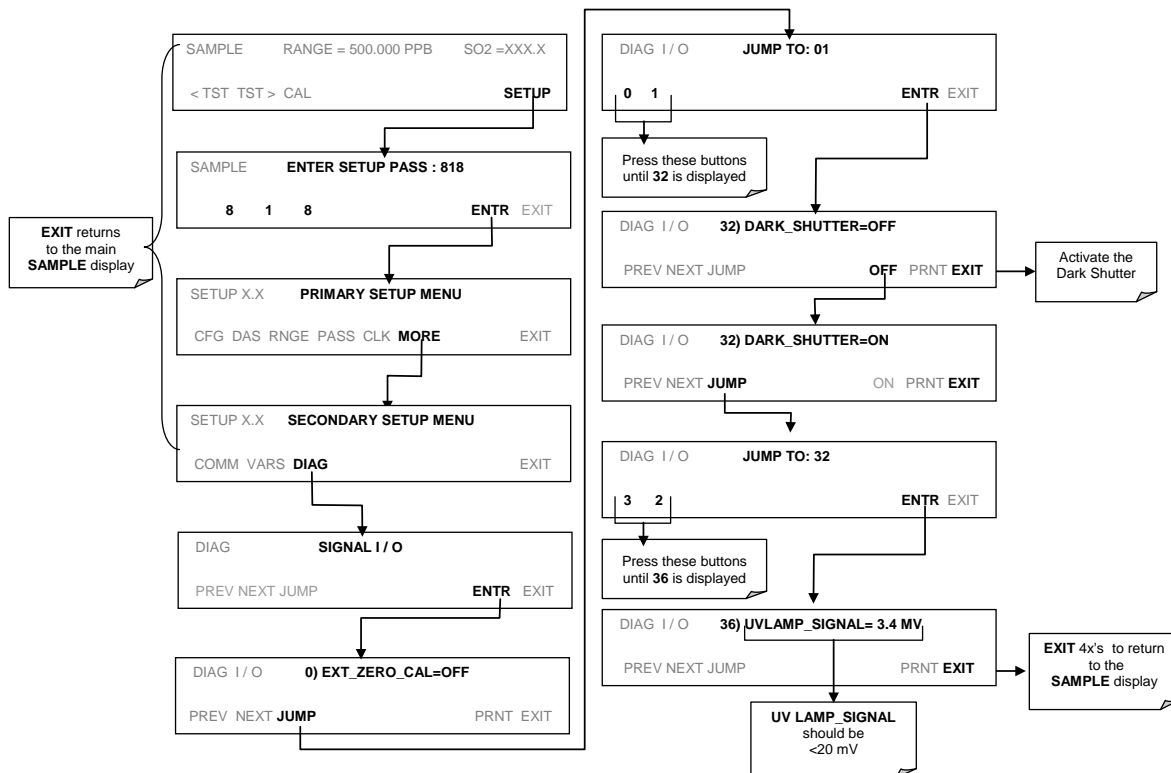 SAMPLE RANGE = 500.000 PPB SO2 =XXX.X
< TST TST > CAL SETUP
SAMPLE ENTER SETUP PASS : 818
8 1 8 ENTR EXIT
EXIT returns
to the main
SAMPLE display
SETUP X.X PRIMARY SETUP MENU
CFG DAS RNGE PASS CLK MORE EXIT
SETUP X.X SECONDARY SETUP MENU
COMM VARS DIAG EXIT
DIAG SIGNAL I / O
PREV NEXT JUMP ENTR EXIT
DIAG I / O 0) EXT_ZERO_CAL=OFF
PREV NEXT JUMP PRNT EXIT
DIAG I / O JUMP TO: 01
0 1 ENTR EXIT
Press these buttons
until 32 is displayed
DIAG I / O 32) DARK_SHUTTER=OFF
PREV NEXT JUMP OFF PRNT EXIT
Activate the
Dark Shutter
DIAG I / O 32) DARK_SHUTTER=ON
PREV NEXT JUMP ON PRNT EXIT
DIAG I / O JUMP TO: 32
3 2 ENTR EXIT
Press these buttons
until 36 is displayed
DIAG I / O 36) UVLAMP_SIGNAL= 3.4 MV
PREV NEXT JUMP PRNT EXIT
EXIT 4x's to return
to the
SAMPLE display
UV LAMP_SIGNAL
should be
<20 mV